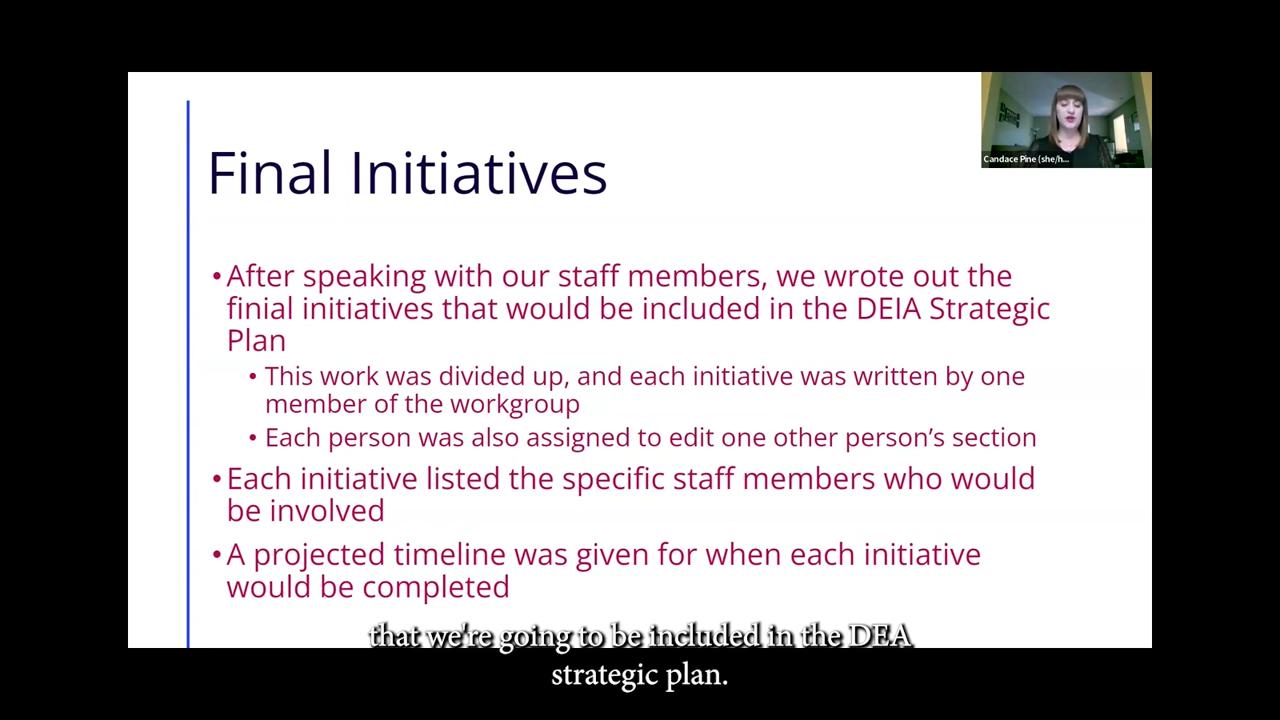 Candace Pine (she/h...
Final Initiatives
•After speaking with our staff members, we wrote out the
finial initiatives that would be included in the DEIA Strategic
Plan
• This work was divided up, and each initiative was written by one
member of the workgroup
• Each person was also assigned to edit one other person’s section
•Each initiative listed the specific staff members who would
be involved
•A projected timeline was given for when each initiative
would be completed
that we're going to be included in the DEA
strategic plan.